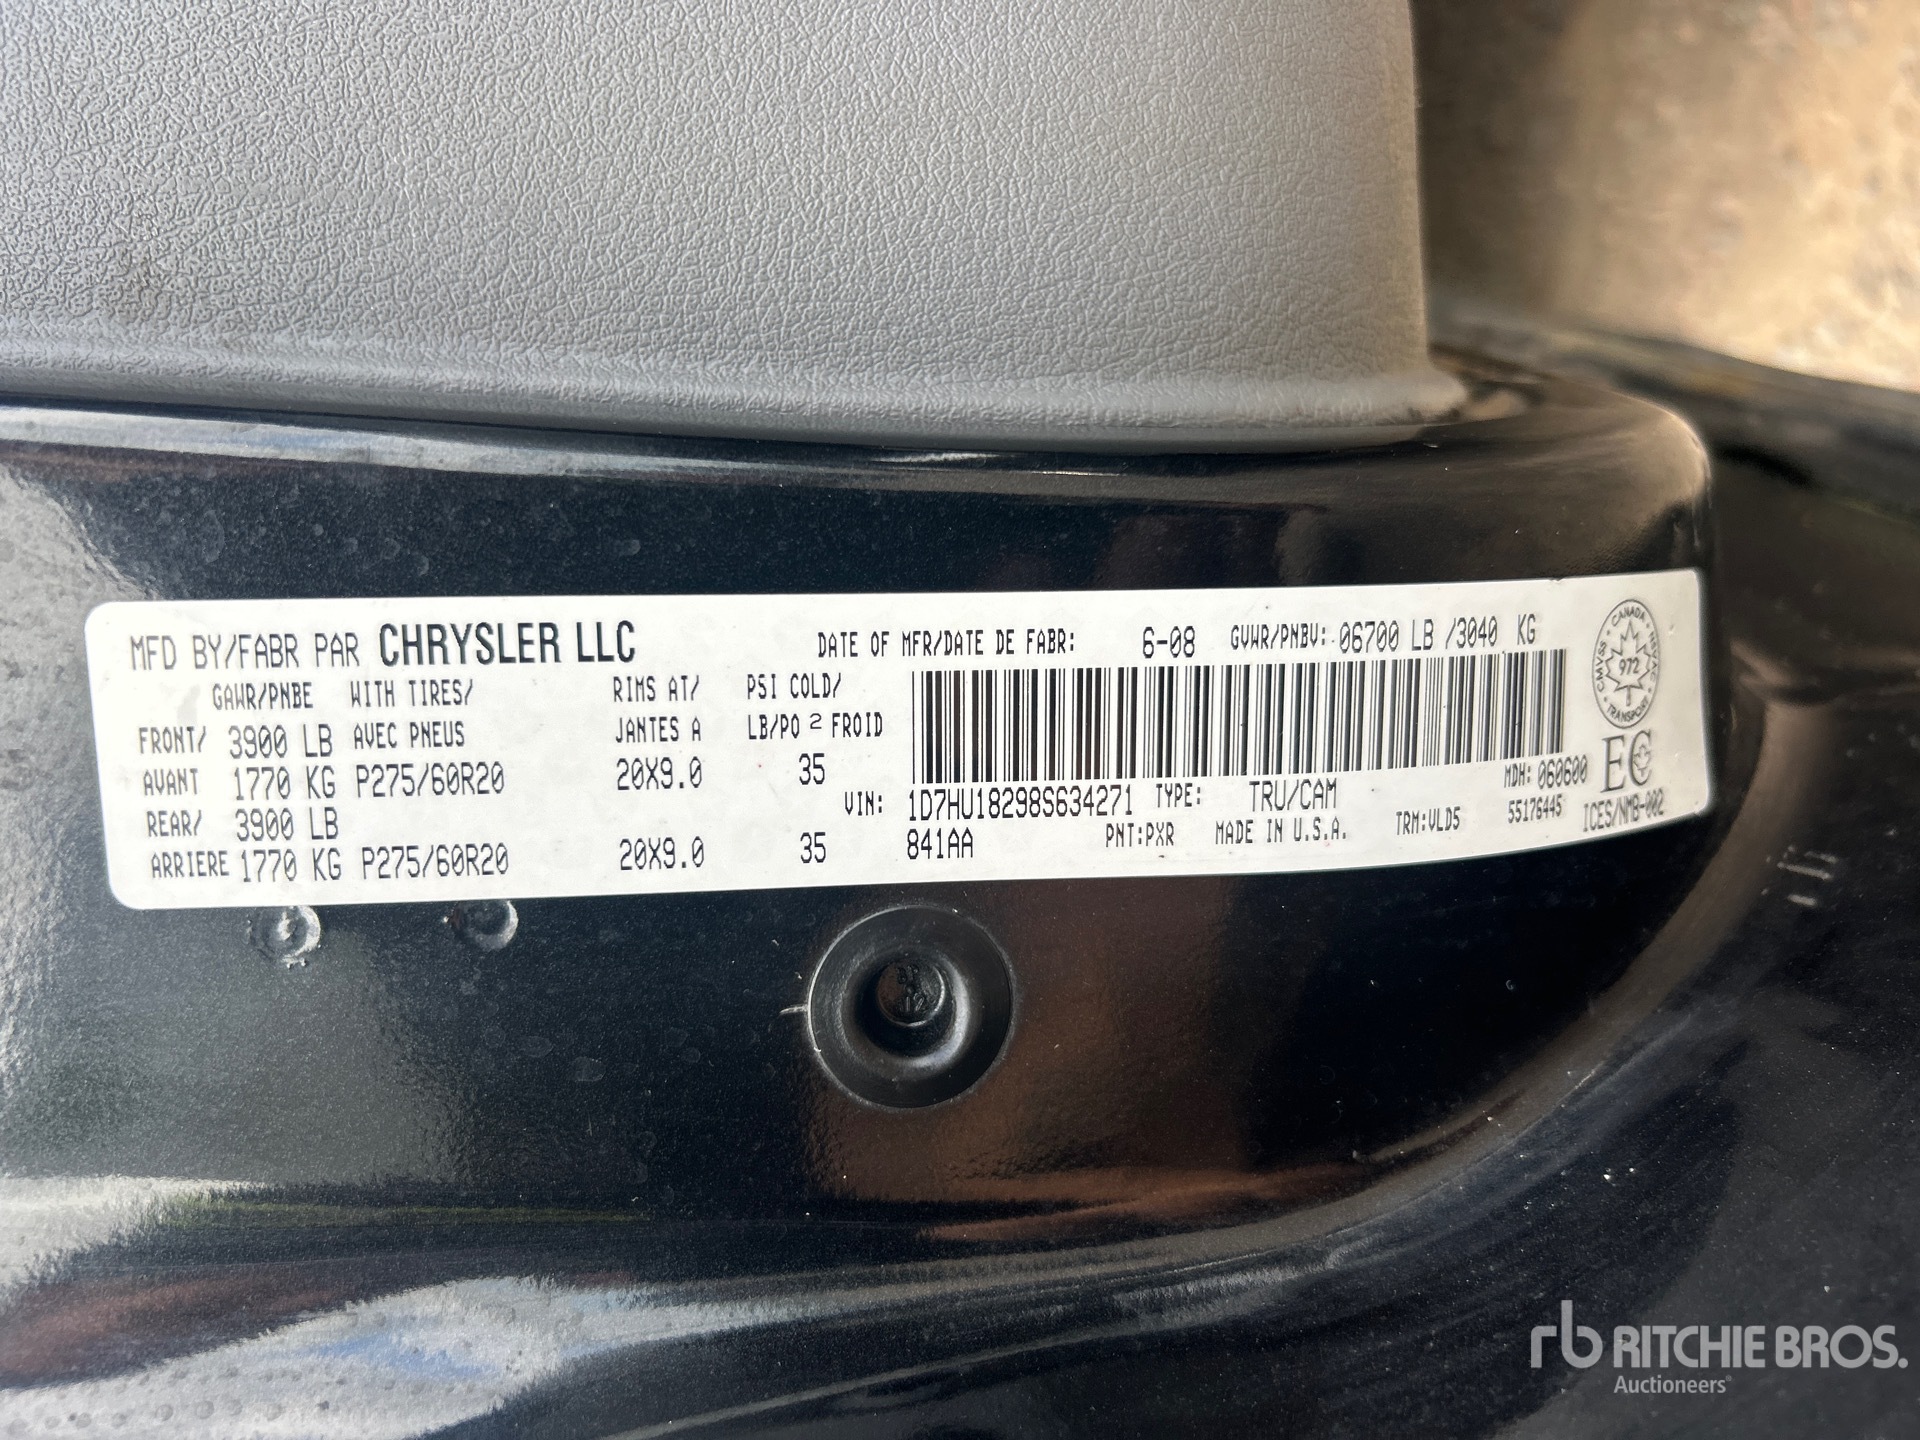 MFD BY/FABR PAR CHRYSLER LLC DATE OF MFR/DATE DE FABR: 6-08 GVWR/PNBV: 06700 LB /3040 KG
GAWR/PNBE WITH TIRES/ RIMS AT/ PSI COLD/
FRONT/ 3900 LB AVEC PNEUS JANTES A LB/PO 2 FROID
AVANT 1770 KG P275/60R20 20X9.0 35
MDH: 060600
REAR/ 3900 LB VIN: 1D7HU18298S634271 TYPE: TRU/CAM 55176445
ARRIERE 1770 KG P275/60R20 20X9.0 35 841AA PNT:PXR MADE IN U.S.A. TRM:VLD5 ICES/NMB-002
CANADA
CMVSS NSVAC
972
TRANSPORT
EC
rb RITCHIE BROS.
Auctioneers